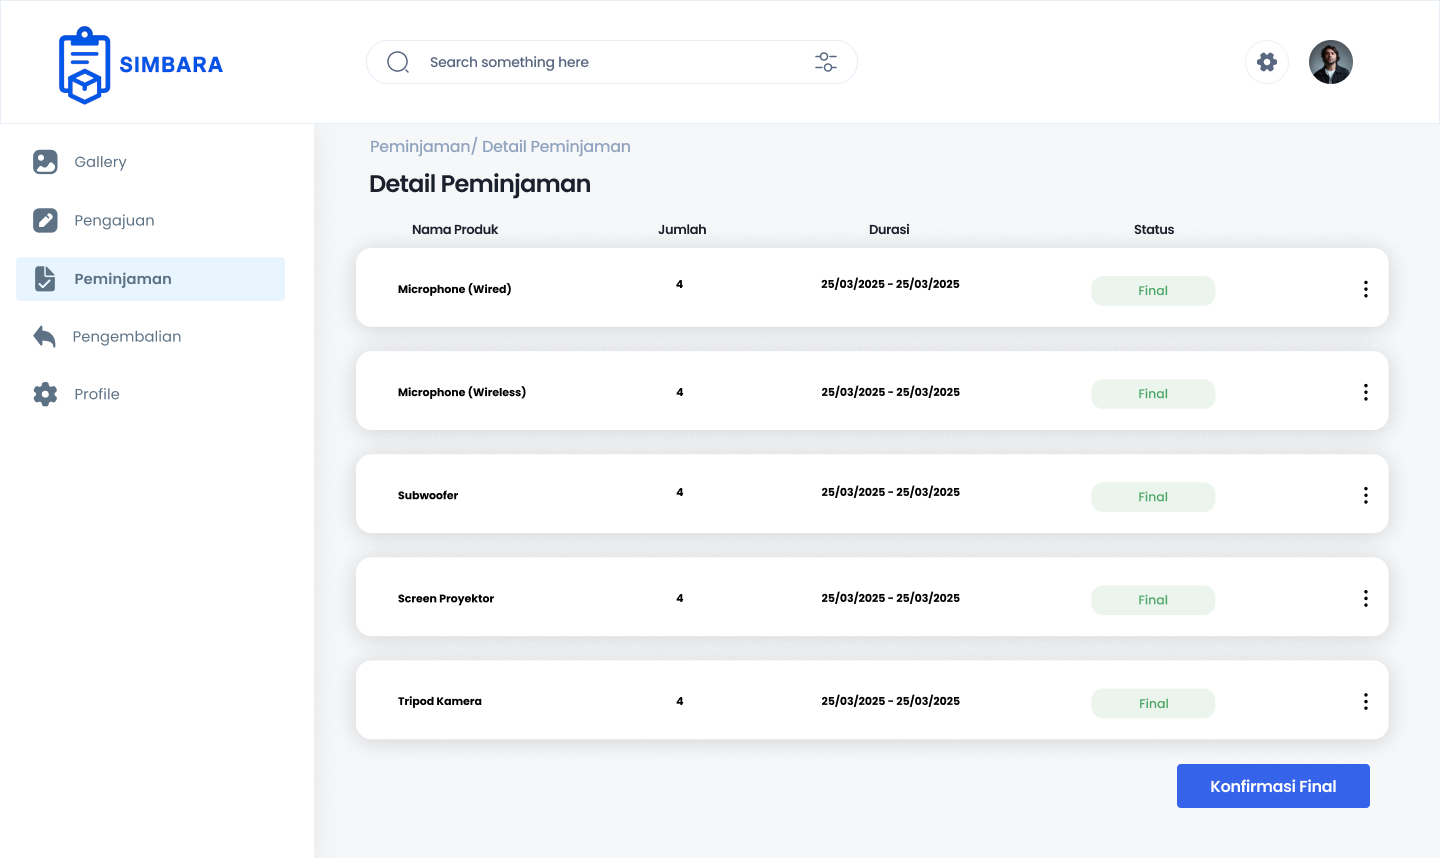 SIMBARA
Search something here
Gallery
Pengajuan
Peminjaman
Pengembalian
Profile
Peminjaman/ Detail Peminjaman
Detail Peminjaman
Nama Produk Jumlah Durasi Status
Microphone (Wired) 4 25/03/2025 - 25/03/2025 Final
Microphone (Wireless) 4 25/03/2025 - 25/03/2025 Final
Subwoofer 4 25/03/2025 - 25/03/2025 Final
Screen Proyektor 4 25/03/2025 - 25/03/2025 Final
Tripod Kamera 4 25/03/2025 - 25/03/2025 Final
Konfirmasi Final